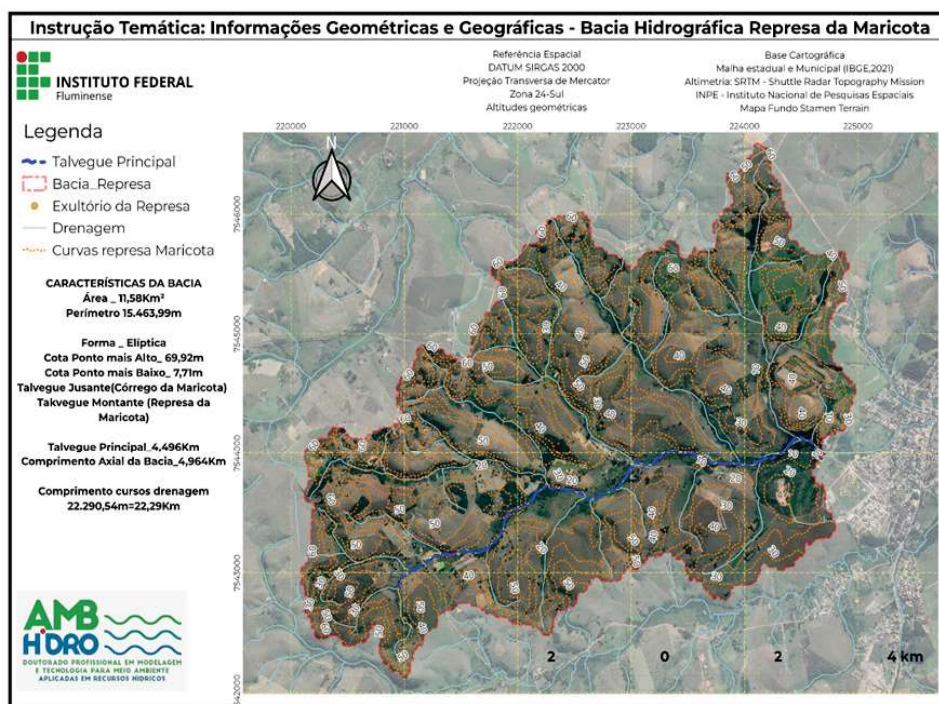 Instrução Temática: Informações Geométricas e Geográficas - Bacia Hidrográfica Represa da Maricota
INSTITUTO FEDERAL
Fluminense
Referência Espacial
DATUM SIRGAS 2000
Projeção Transversa de Mercator
Zona 24-Sul
Altitudes geométricas
Base Cartográfica
Malha estadual e Municipal (IBGE,2021)
Altimetria: SRTM - Shuttle Radar Topography Mission
INPE - Instituto Nacional de Pesquisas Espaciais
Mapa Fundo Stamen Terrain
Legenda
Talvegue Principal
Bacia_Represa
Exultório da Represa
Drenagem
Curvas represa Maricota
CARACTERÍSTICAS DA BACIA
Área _ 11,58Km²
Perímetro 15.463,99m
Forma _ Elíptica
Cota Ponto mais Alto_ 69,92m
Cota Ponto mais Baixo_ 7,71m
Talvegue Jusante(Córrego da Maricota)
Takvegue Montante (Represa da
Maricota)
Talvegue Principal_4,496Km
Comprimento Axial da Bacia_4,964Km
Comprimento cursos drenagem
22.290,54m=22,29Km
AMB
HIDRO
DOUTORADO PROFISSIONAL EM MODELAGEM
E TECNOLOGIA PARA MEIO AMBIENTE
APLICADAS EM RECURSOS HÍDRICOS
220000 221000 222000 223000 224000 225000
N
7546000
7545000
7544000
7543000
7542000
2 0 2 4 km